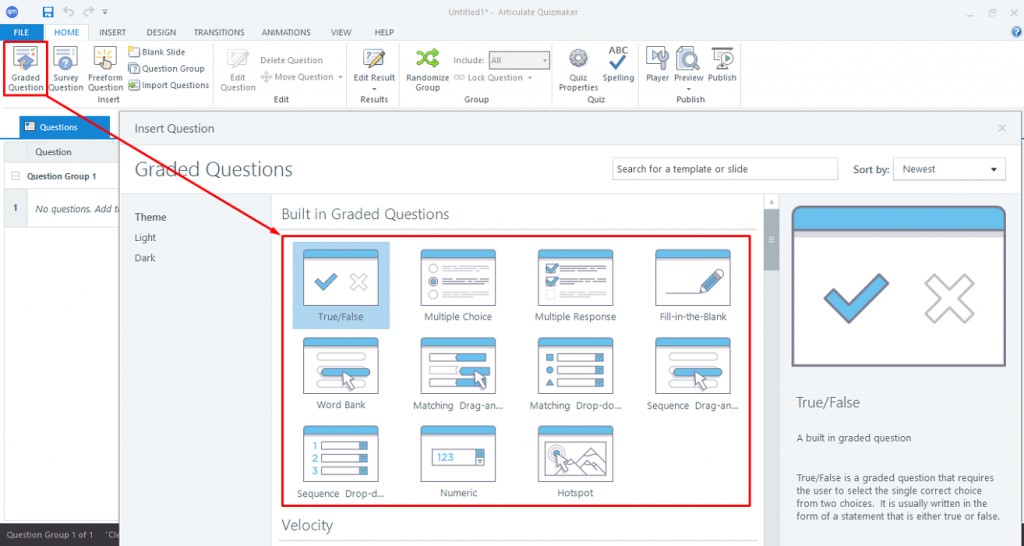 Untitled1* - Articulate Quizmaker
FILE HOME INSERT DESIGN TRANSITIONS ANIMATIONS VIEW HELP
Graded Question
Survey Question
Freeform Question
Blank Slide
Question Group
Import Questions
Insert
Edit Question
Delete Question
Move Question
Edit
Edit Result
Results
Randomize Group
Include: All
Lock Question
Group
Quiz Properties
ABC
Spelling
Quiz
Player
Preview
Publish
Publish
Questions
Question
Question Group 1
1
No questions. Add t
Insert Question
Graded Questions
Search for a template or slide
Sort by: Newest
Theme
Light
Dark
Built in Graded Questions
True/False
Multiple Choice
Multiple Response
Fill-in-the-Blank
Word Bank
Matching Drag-an...
Matching Drop-do...
Sequence Drag-an...
1
2
3
123
Sequence Drop-d...
Numeric
Hotspot
Velocity
True/False
A built in graded question
True/False is a graded question that requires
the user to select the single correct choice
from two choices. It is usually written in the
form of a statement that is either true or false.
Question Group 1 of 1 "Cle